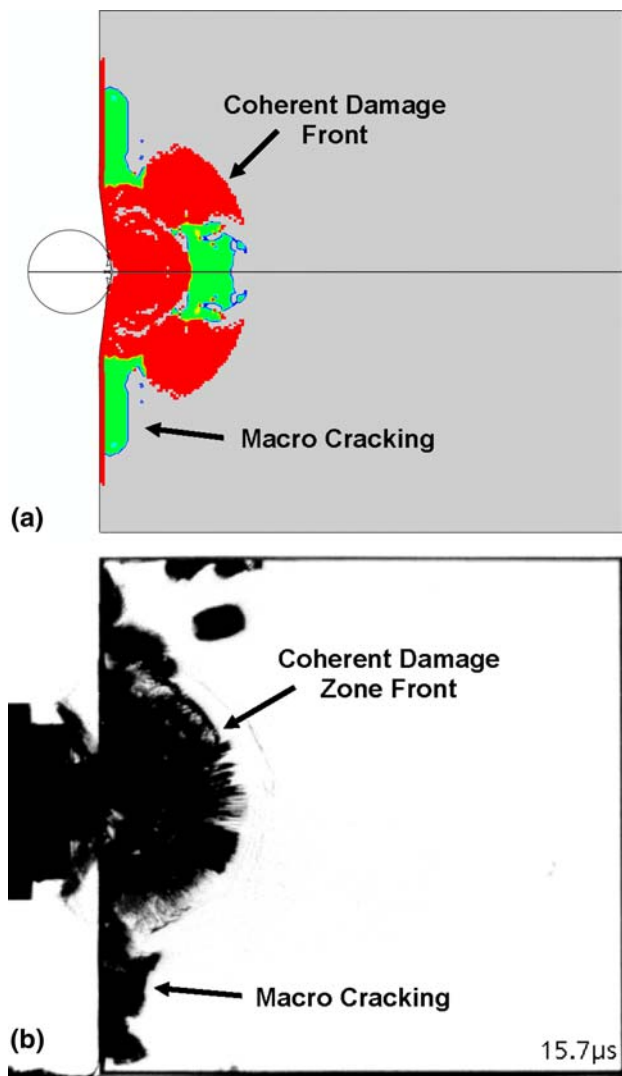 Coherent Damage
Front
Macro Cracking
(a)
Coherent Damage
Zone Front
Macro Cracking
(b)
15.7µs